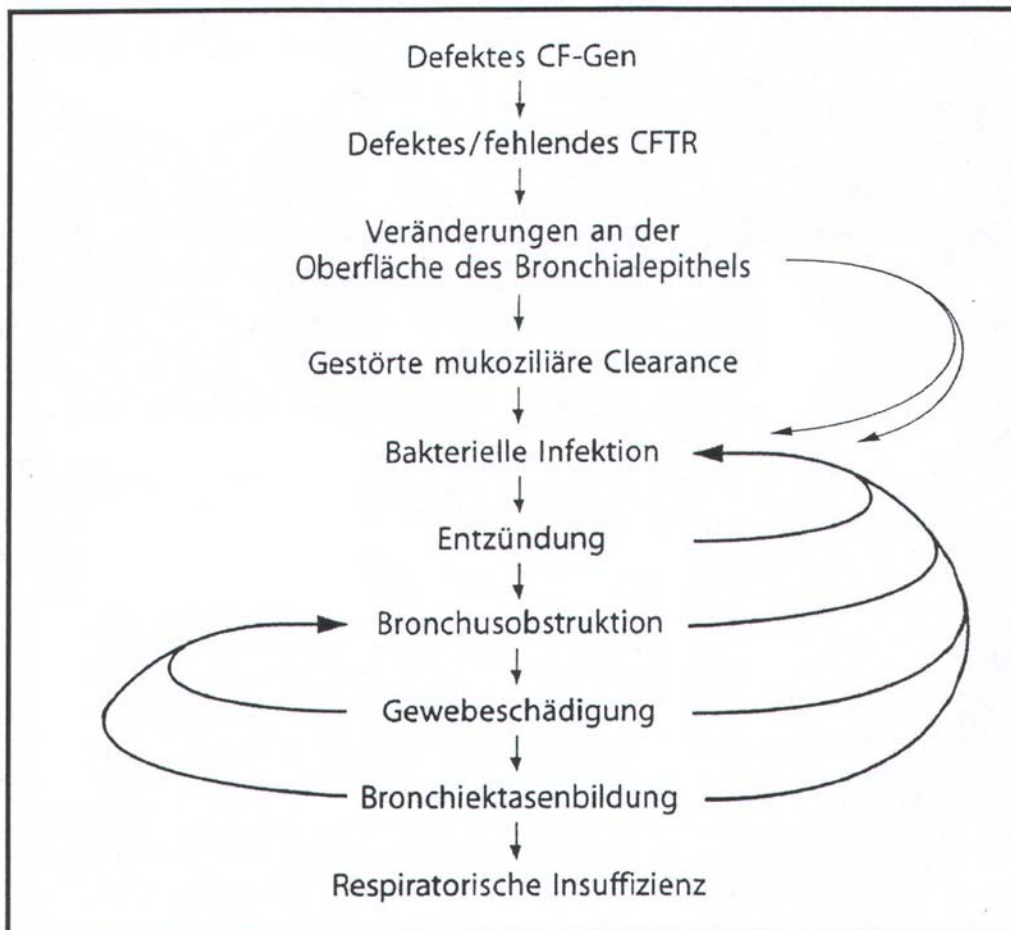 Defektes CF-Gen
Defektes/fehlendes CFTR
Veränderungen an der
Oberfläche des Bronchialepithels
Gestörte mukoziliäre Clearance
Bakterielle Infektion
Entzündung
Bronchusobstruktion
Gewebeschädigung
Bronchiektasenbildung
Respiratorische Insuffizienz